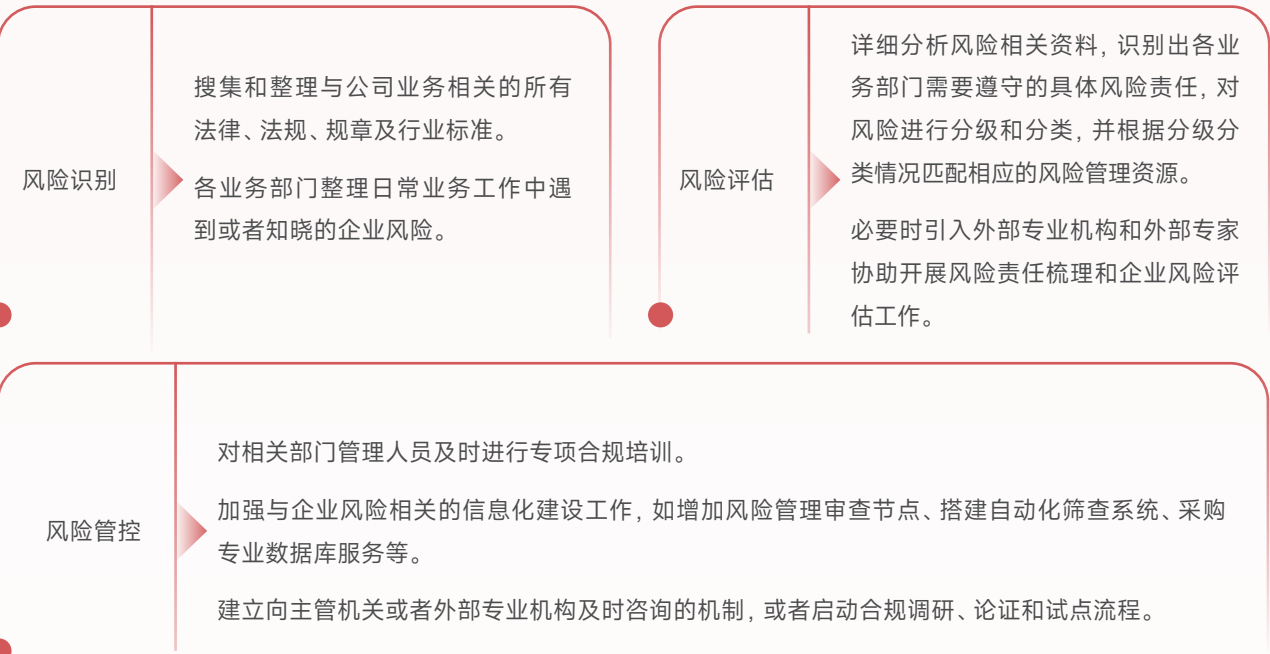 风险识别
搜集和整理与公司业务相关的所有
法律、法规、规章及行业标准。
各业务部门整理日常业务工作中遇
到或者知晓的企业风险。
风险评估
详细分析风险相关资料, 识别出各业
务部门需要遵守的具体风险责任, 对
风险进行分级和分类, 并根据分级分
类情况匹配相应的风险管理资源。
必要时引入外部专业机构和外部专家
协助开展风险责任梳理和企业风险评
估工作。
风险管控
对相关部门管理人员及时进行专项合规培训。
加强与企业风险相关的信息化建设工作, 如增加风险管理审查节点、搭建自动化筛查系统、采购
专业数据库服务等。
建立向主管机关或者外部专业机构及时咨询的机制, 或者启动合规调研、论证和试点流程。